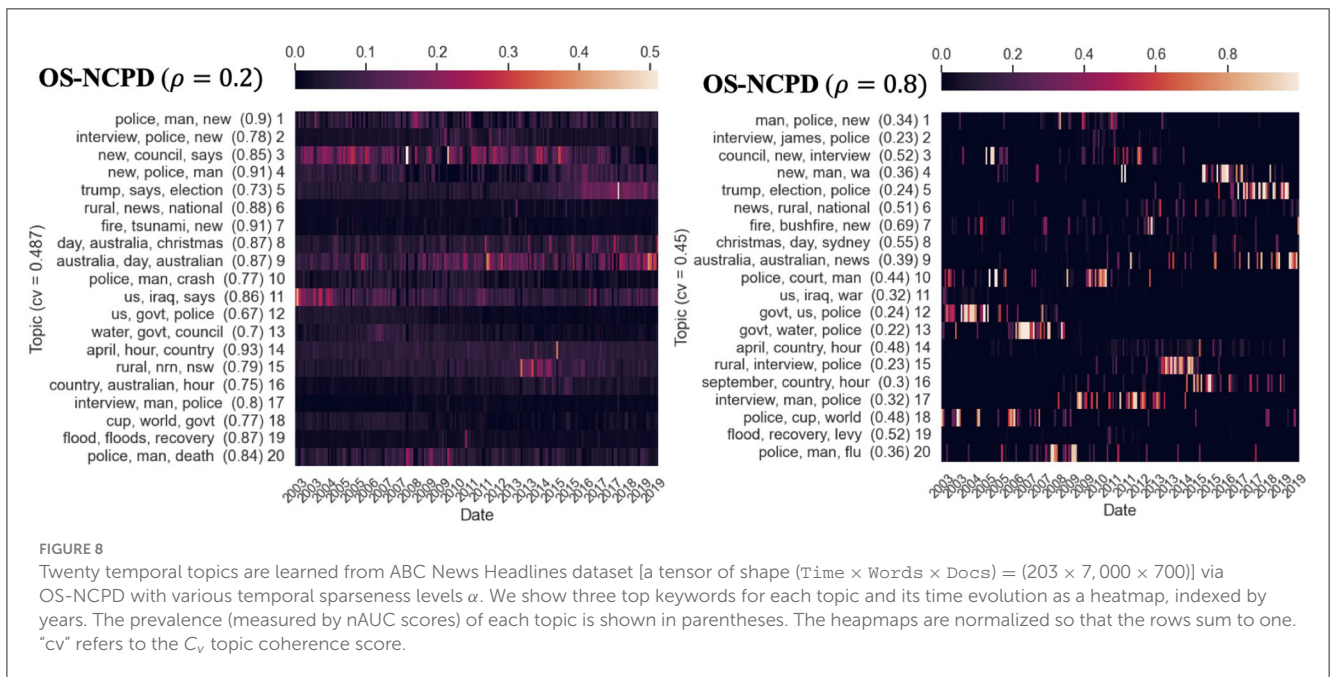 0.0 0.1 0.2 0.3 0.4 0.5
OS-NCPD (ρ = 0.2)
Topic (cv = 0.487)
police, man, new (0.9) 1
interview, police, new (0.78) 2
new, council, says (0.85) 3
new, police, man (0.91) 4
trump, says, election (0.73) 5
rural, news, national (0.88) 6
fire, tsunami, new (0.91) 7
day, australia, christmas (0.87) 8
australia, day, australian (0.87) 9
police, man, crash (0.77) 10
us, iraq, says (0.86) 11
us, govt, police (0.67) 12
water, govt, council (0.7) 13
april, hour, country (0.93) 14
rural, nrn, nsw (0.79) 15
country, australian, hour (0.75) 16
interview, man, police (0.8) 17
cup, world, govt (0.77) 18
flood, floods, recovery (0.87) 19
police, man, death (0.84) 20
2003 2003 2005 2005 2006 2007 2007 2008 2009 2010 2011 2011 2012 2013 2013 2014 2015 2016 2016 2017 2017 2018 2019 2019
Date
0.0 0.2 0.4 0.6 0.8
OS-NCPD (ρ = 0.8)
Topic (cv = 0.45)
man, police, new (0.34) 1
interview, james, police (0.23) 2
council, new, interview (0.52) 3
new, man, wa (0.36) 4
trump, election, police (0.24) 5
news, rural, national (0.51) 6
fire, bushfire, new (0.69) 7
christmas, day, sydney (0.55) 8
australia, australian, news (0.39) 9
police, court, man (0.44) 10
us, iraq, war (0.32) 11
govt, us, police (0.24) 12
govt, water, police (0.22) 13
april, country, hour (0.48) 14
rural, interview, police (0.23) 15
september, country, hour (0.3) 16
interview, man, police (0.32) 17
police, cup, world (0.48) 18
flood, recovery, levy (0.52) 19
police, man, flu (0.36) 20
Date
FIGURE 8
Twenty temporal topics are learned from ABC News Headlines dataset [a tensor of shape (Time × Words × Docs) = (203 × 7, 000 × 700)] via
OS-NCPD with various temporal sparseness levels α. We show three top keywords for each topic and its time evolution as a heatmap, indexed by
years. The prevalence (measured by nAUC scores) of each topic is shown in parentheses. The heapmaps are normalized so that the rows sum to one.
"cv" refers to the Cᵥ topic coherence score.